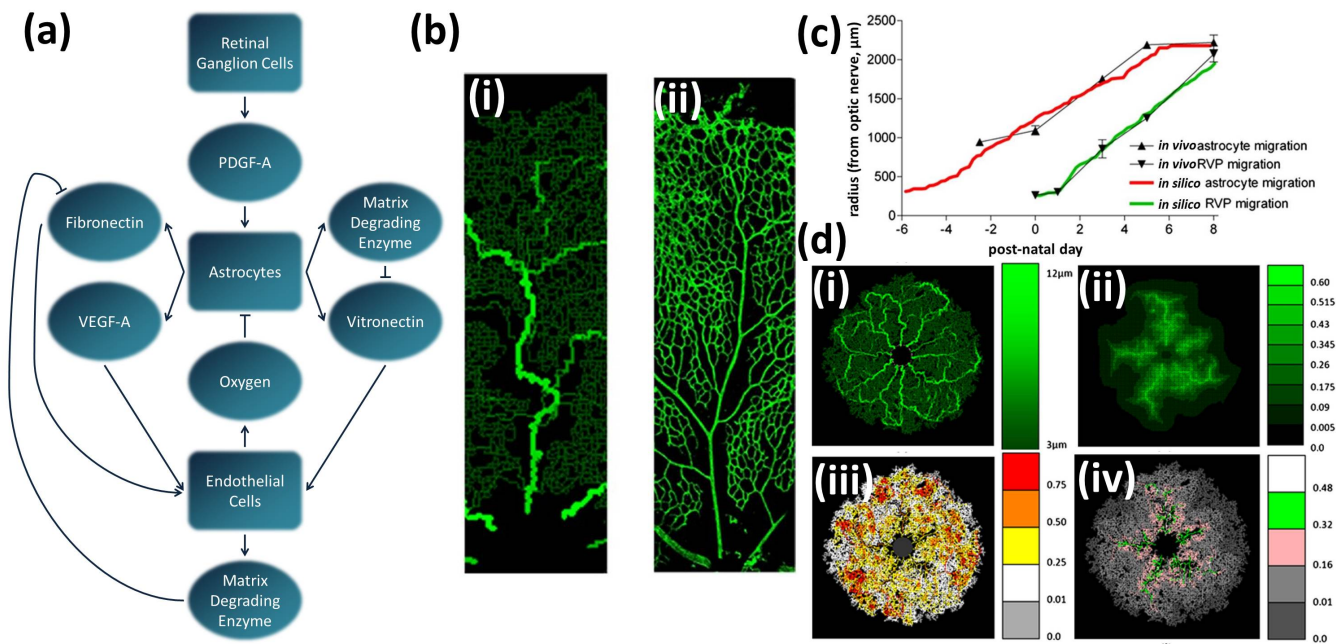 (a)
Retinal
Ganglion Cells
PDGF-A
Fibronectin
Matrix
Degrading
Enzyme
Astrocytes
VEGF-A
Vitronectin
Oxygen
Endothelial
Cells
Matrix
Degrading
Enzyme
(b)
(i)
(ii)
(c)
radius (from optic nerve, µm)
2500
2000
1500
1000
500
0
-6
-4
-2
0
2
4
6
8
post-natal day
in vivo astrocyte migration
in vivo RVP migration
in silico astrocyte migration
in silico RVP migration
(d)
(i)
12µm
3µm
(ii)
0.60
0.515
0.43
0.345
0.26
0.175
0.09
0.005
0.0
(iii)
0.75
0.50
0.25
0.01
0.0
(iv)
0.48
0.32
0.16
0.01
0.0